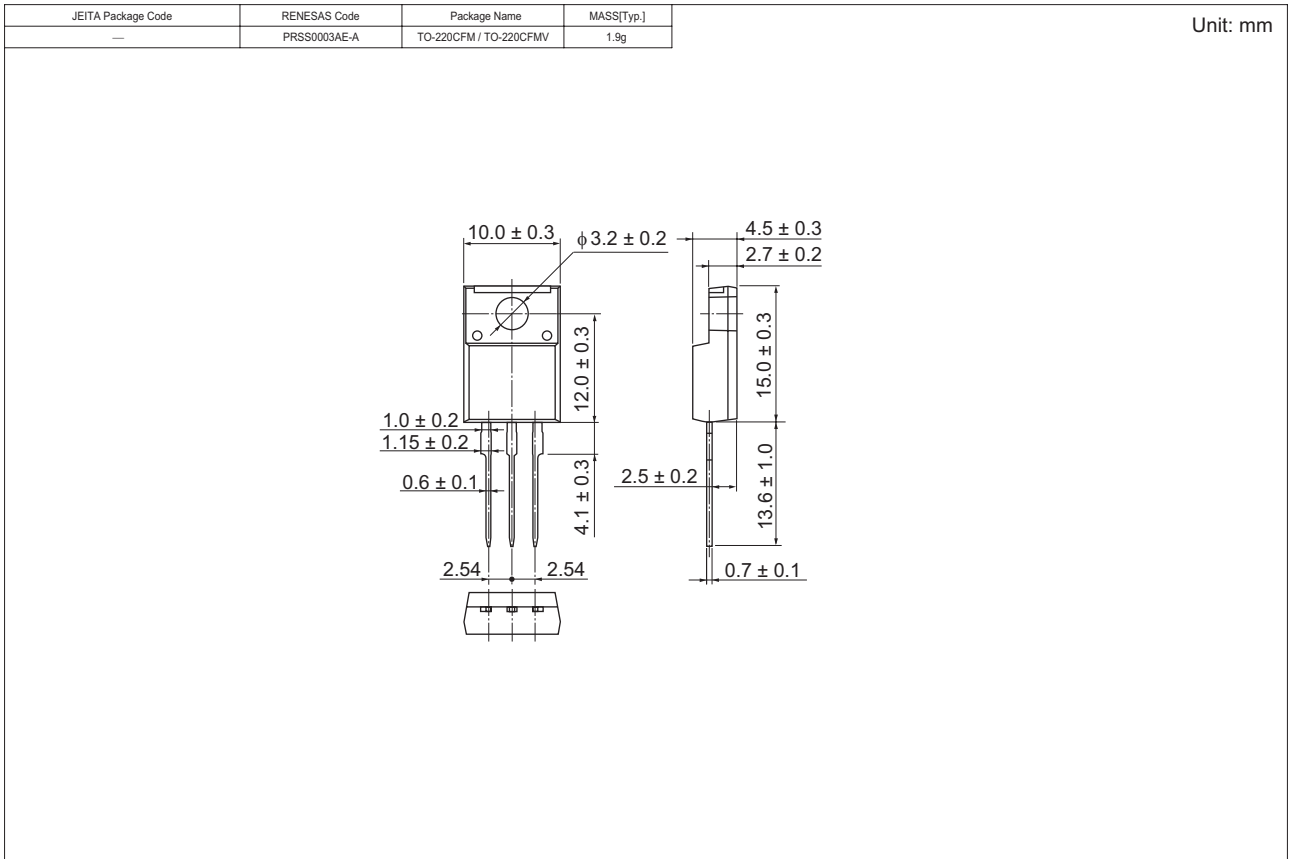 JEITA Package Code RENESAS Code Package Name MASS[Typ.]
— PRSS0003AE-A TO-220CFM / TO-220CFMV 1.9g
Unit: mm
10.0 ± 0.3
ϕ3.2 ± 0.2
4.5 ± 0.3
2.7 ± 0.2
12.0 ± 0.3
15.0 ± 0.3
1.0 ± 0.2
1.15 ± 0.2
0.6 ± 0.1
4.1 ± 0.3
2.5 ± 0.2
13.6 ± 1.0
2.54 2.54
0.7 ± 0.1